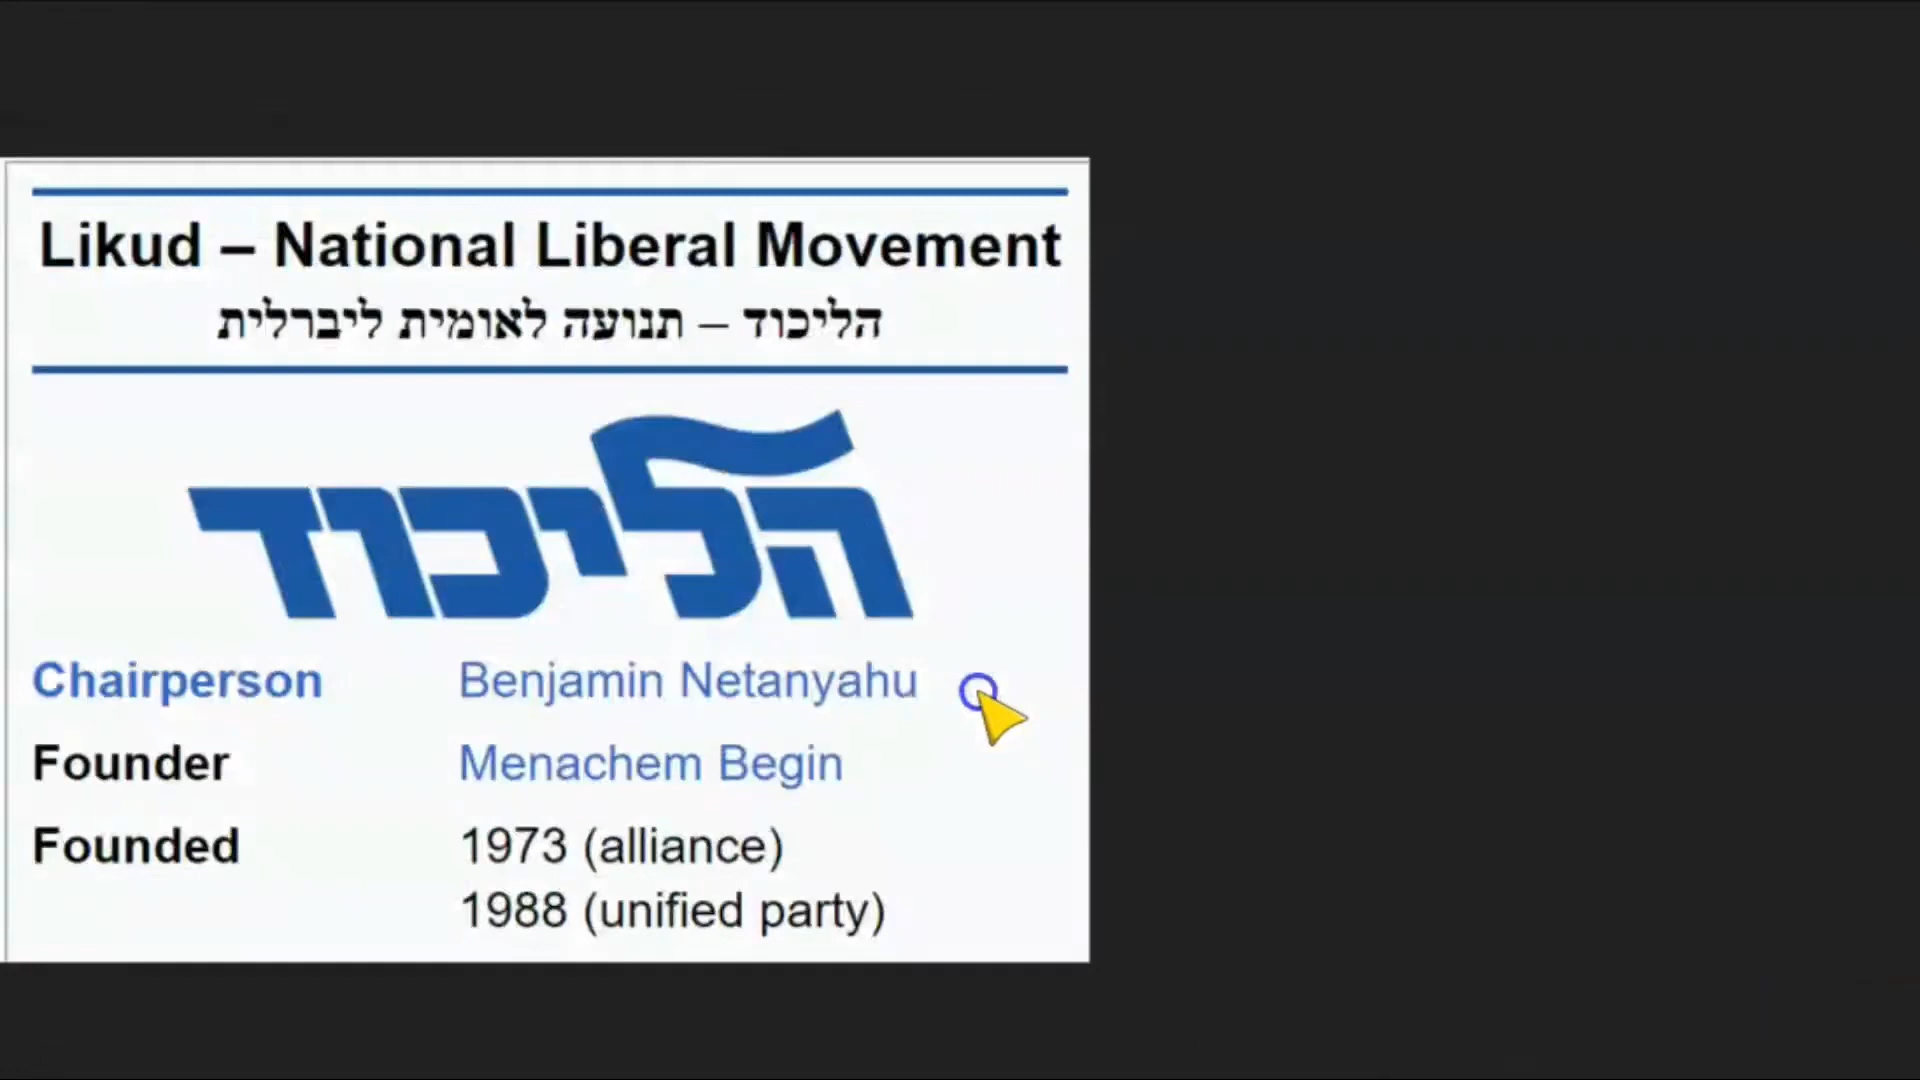 Likud – National Liberal Movement
הליכוד – תנועה לאומית ליברלית
הליכוד
Chairperson Benjamin Netanyahu
Founder Menachem Begin
Founded 1973 (alliance)
1988 (unified party)